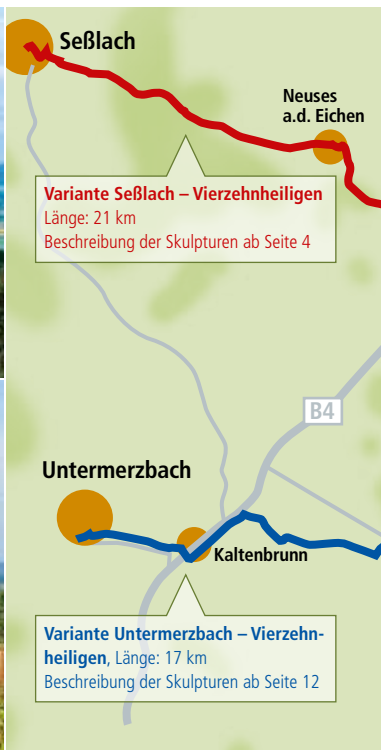 Seßlach
Neuses
a.d. Eichen
Variante Seßlach – Vierzehnheiligen
Länge: 21 km
Beschreibung der Skulpturen ab Seite 4
B4
Untermerzbach
Kaltenbrunn
Variante Untermerzbach – Vierzehn-
heiligen, Länge: 17 km
Beschreibung der Skulpturen ab Seite 12